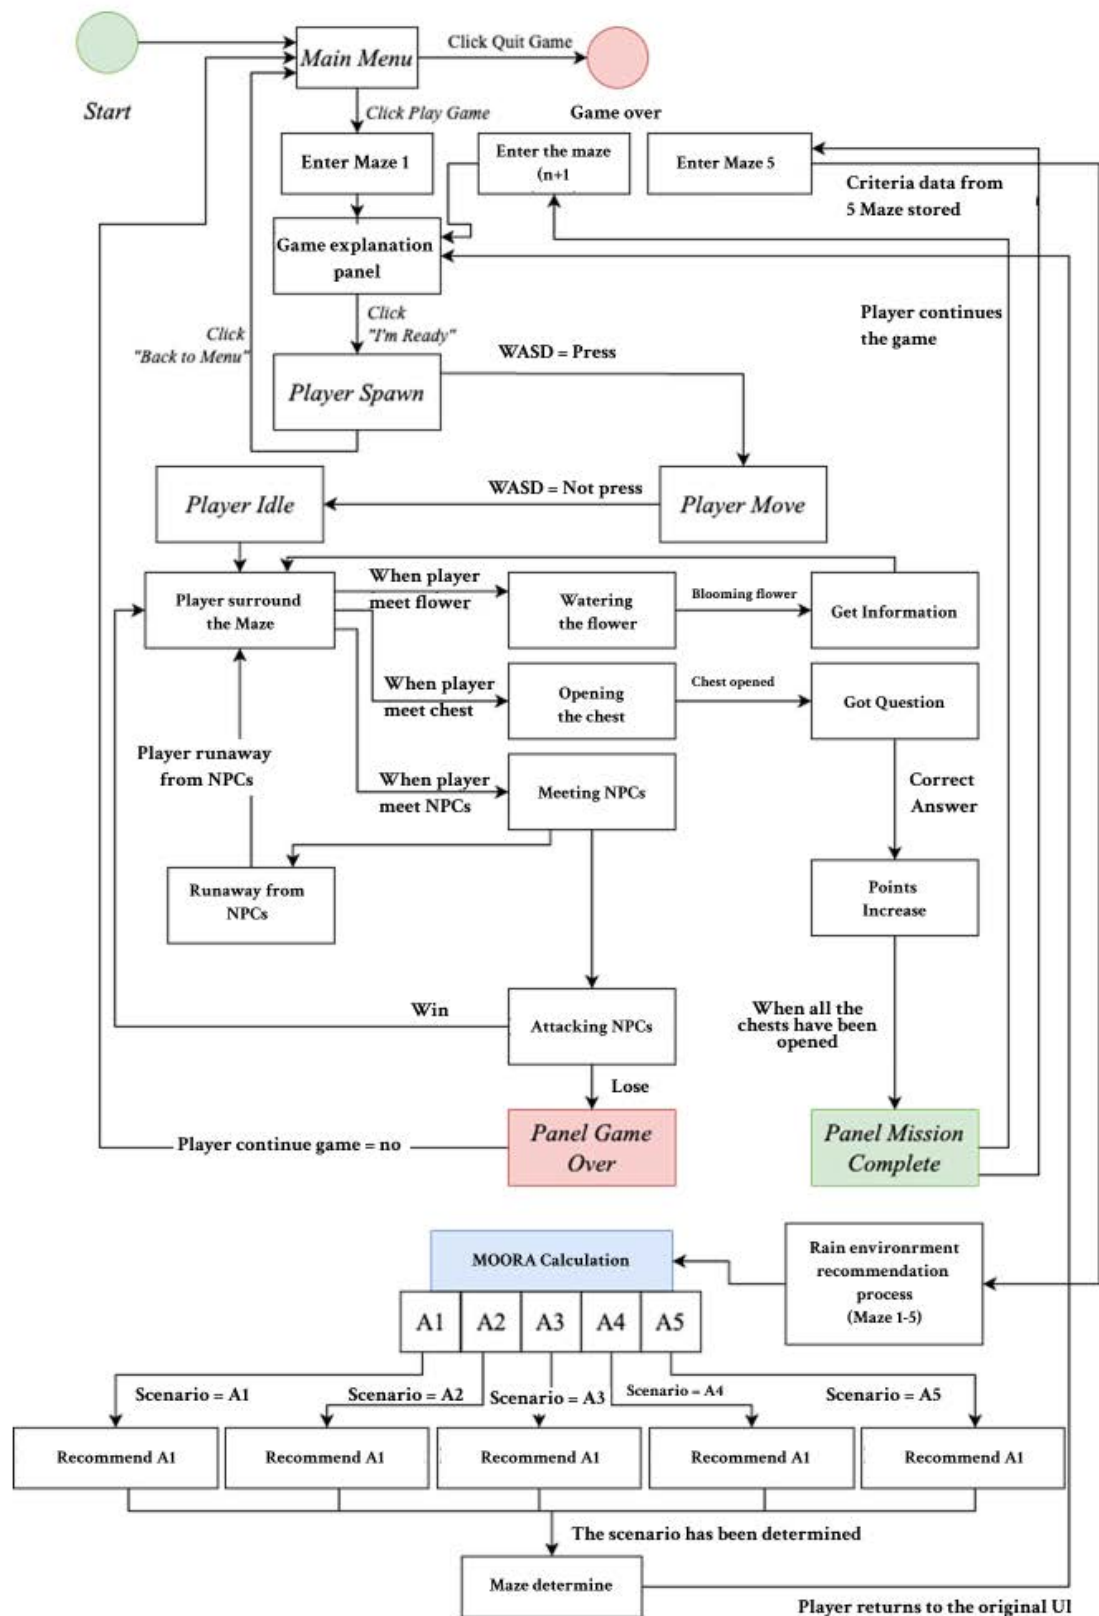 Start
Main Menu
Click Quit Game
Game over
Click Play Game
Enter Maze 1
Enter the maze
(n+1
Enter Maze 5
Criteria data from
5 Maze stored
Game explanation
panel
Click
"I'm Ready"
Click
"Back to Menu"
Player continues
the game
Player Spawn
WASD = Press
Player Idle
WASD = Not press
Player Move
Player surround
the Maze
When player
meet flower
Watering
the flower
Blooming flower
Get Information
When player
meet chest
Opening
the chest
Chest opened
Got Question
Player runaway
from NPCs
When player
meet NPCs
Meeting NPCs
Correct
Answer
Runaway from
NPCs
Points
Increase
Win
Attacking NPCs
When all the
chests have been
opened
Lose
Player continue game = no
Panel Game
Over
Panel Mission
Complete
MOORA Calculation
Rain environrment
recommendation
process
(Maze 1-5)
A1
A2
A3
A4
A5
Scenario = A1
Scenario = A2
Scenario = A3
Scenario = A4
Scenario = A5
Recommend A1
Recommend A1
Recommend A1
Recommend A1
Recommend A1
The scenario has been determined
Maze determine
Player returns to the original UI